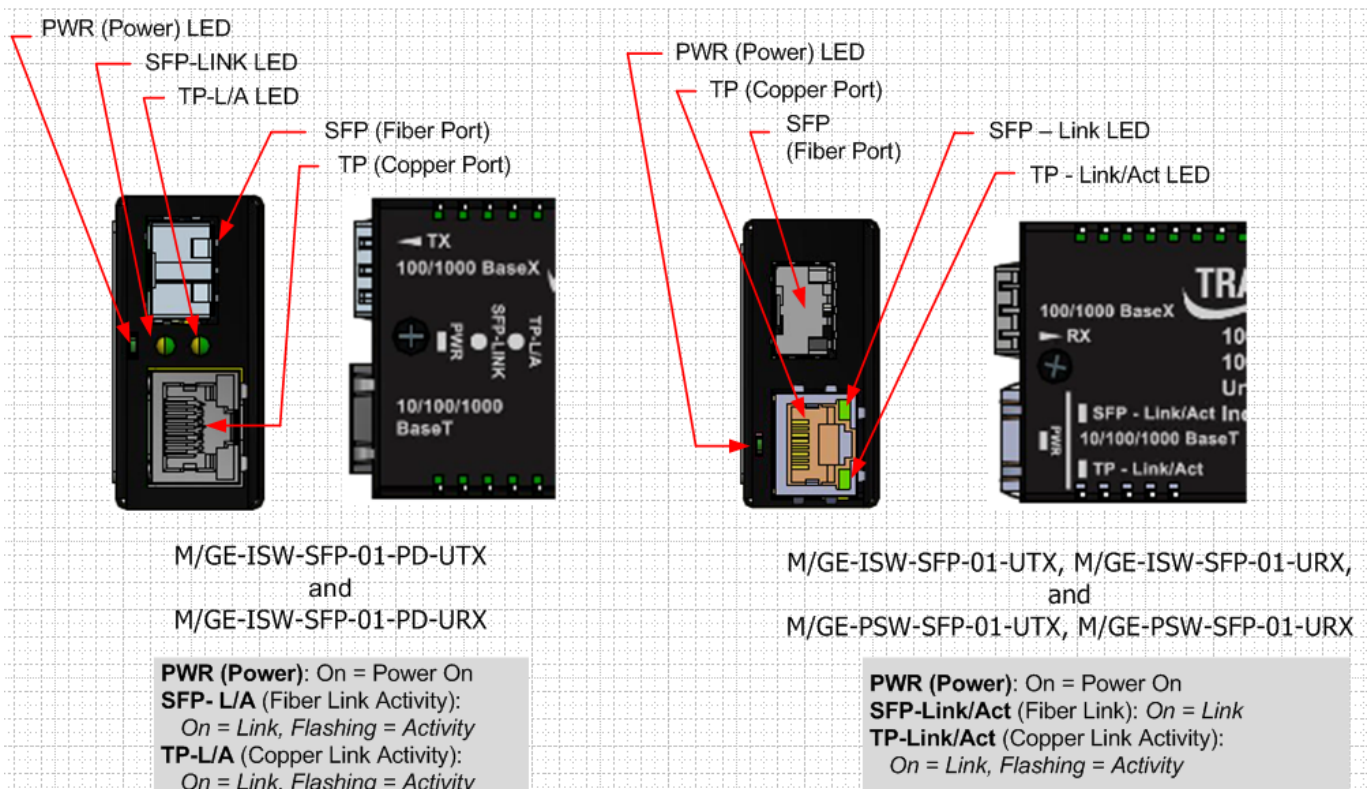 PWR (Power) LED
SFP-LINK LED
TP-L/A LED
SFP (Fiber Port)
TP (Copper Port)
TX
100/1000 BaseX
PWR
SFP-LINK
TP-L/A
10/100/1000
BaseT
M/GE-ISW-SFP-01-PD-UTX
and
M/GE-ISW-SFP-01-PD-URX
PWR (Power): On = Power On
SFP- L/A (Fiber Link Activity):
On = Link, Flashing = Activity
TP-L/A (Copper Link Activity):
On = Link, Flashing = Activity
PWR (Power) LED
TP (Copper Port)
SFP
(Fiber Port)
SFP – Link LED
TP - Link/Act LED
TRA
100/1000 BaseX
RX
10
100
Un
SFP - Link/Act Ind
10/100/1000 BaseT
PWR
TP - Link/Act
M/GE-ISW-SFP-01-UTX, M/GE-ISW-SFP-01-URX,
and
M/GE-PSW-SFP-01-UTX, M/GE-PSW-SFP-01-URX
PWR (Power): On = Power On
SFP-Link/Act (Fiber Link): On = Link
TP-Link/Act (Copper Link Activity):
On = Link, Flashing = Activity